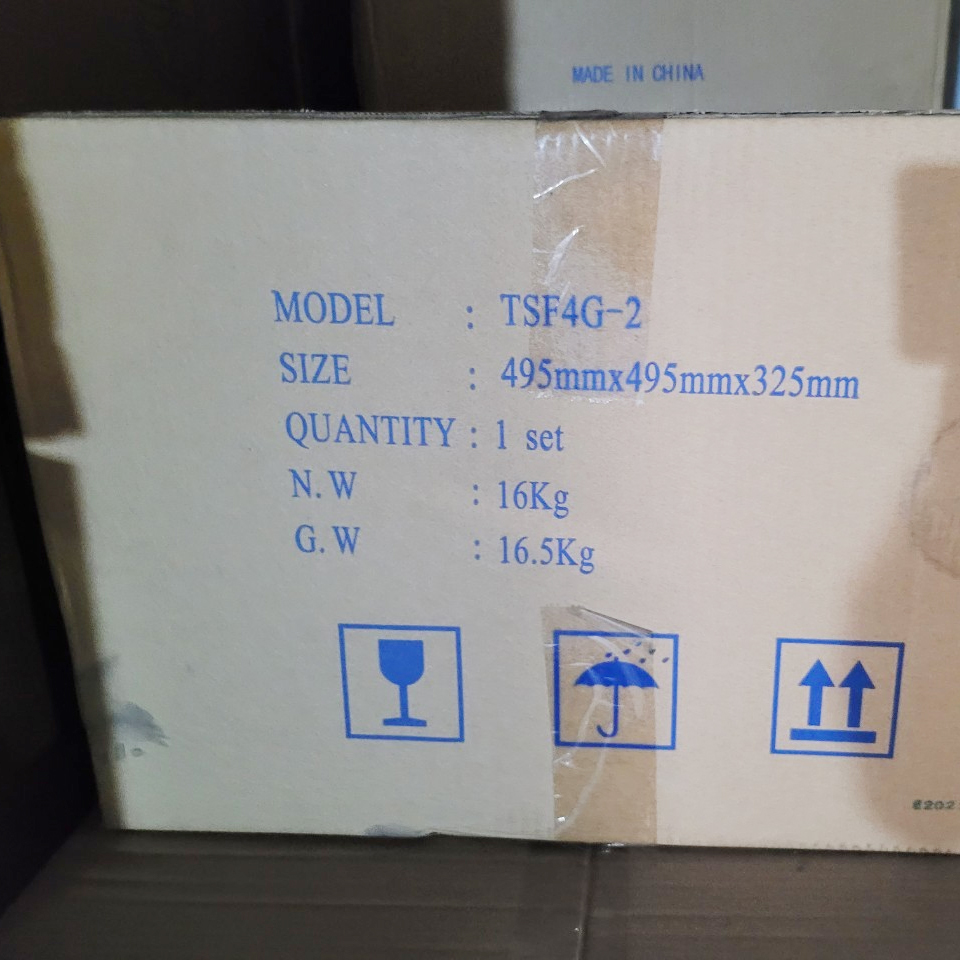 MADE IN CHINA
MODEL : TSF4G-2
SIZE : 495mmx495mmx325mm
QUANTITY : 1 set
N.W : 16Kg
G.W : 16.5Kg